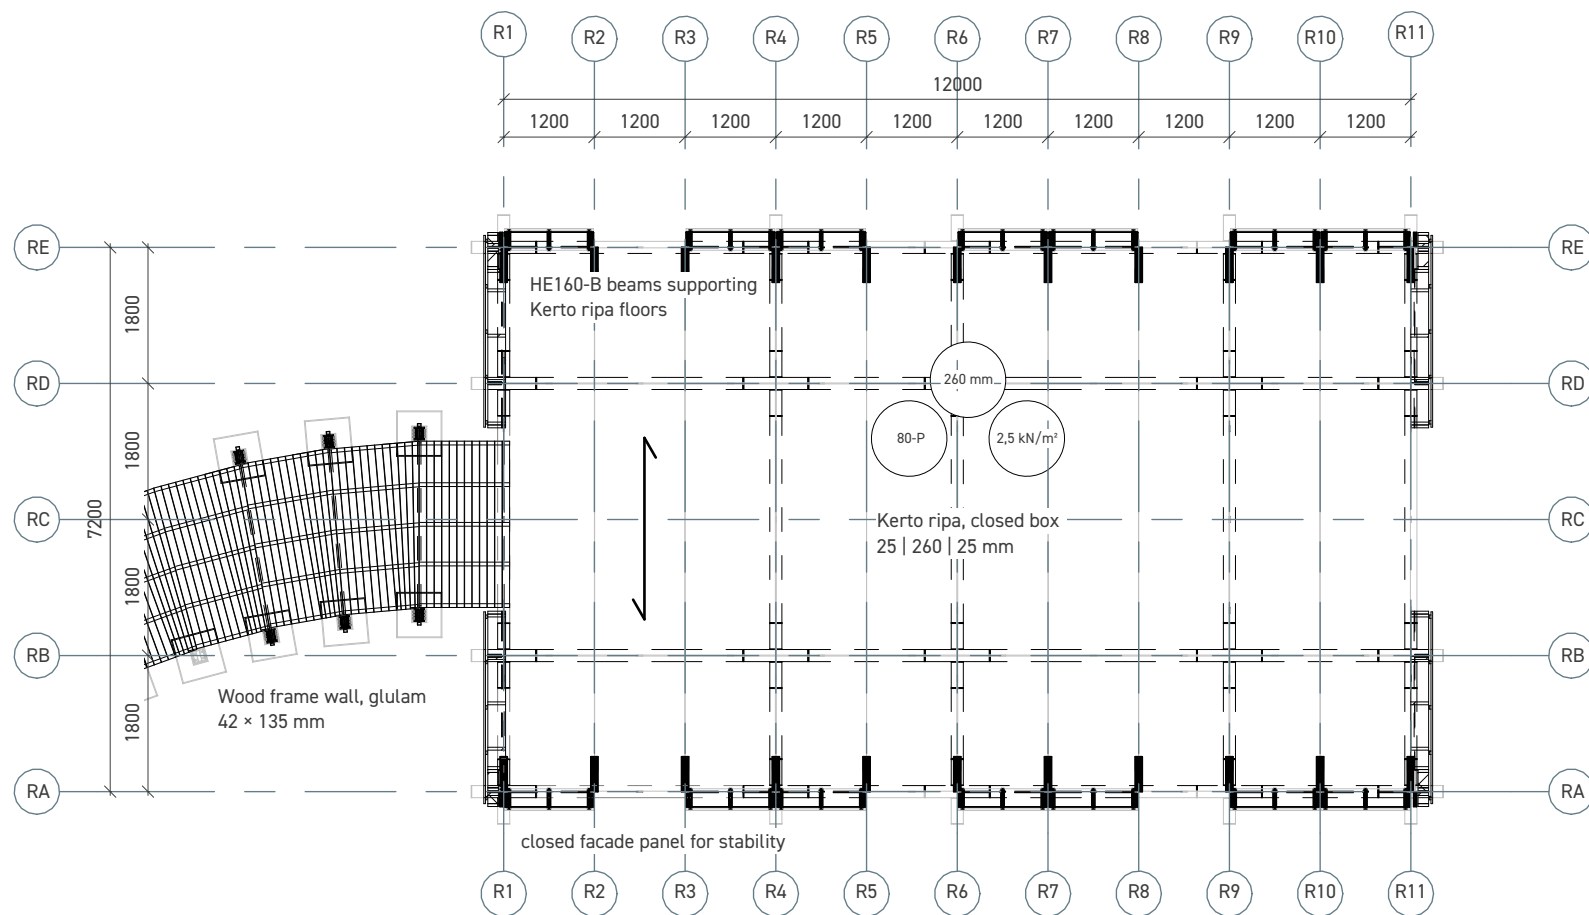 R1 R2 R3 R4 R5 R6 R7 R8 R9 R10 R11
12000
1200 1200 1200 1200 1200 1200 1200 1200 1200 1200
RE RE
HE160-B beams supporting
Kerto ripa floors
1800
RD RD
260 mm
80-P 2,5 kN/m²
1800
RC RC
7200
Kerto ripa, closed box
25 | 260 | 25 mm
1800
RB RB
Wood frame wall, glulam
42 × 135 mm
1800
RA RA
closed facade panel for stability
R1 R2 R3 R4 R5 R6 R7 R8 R9 R10 R11